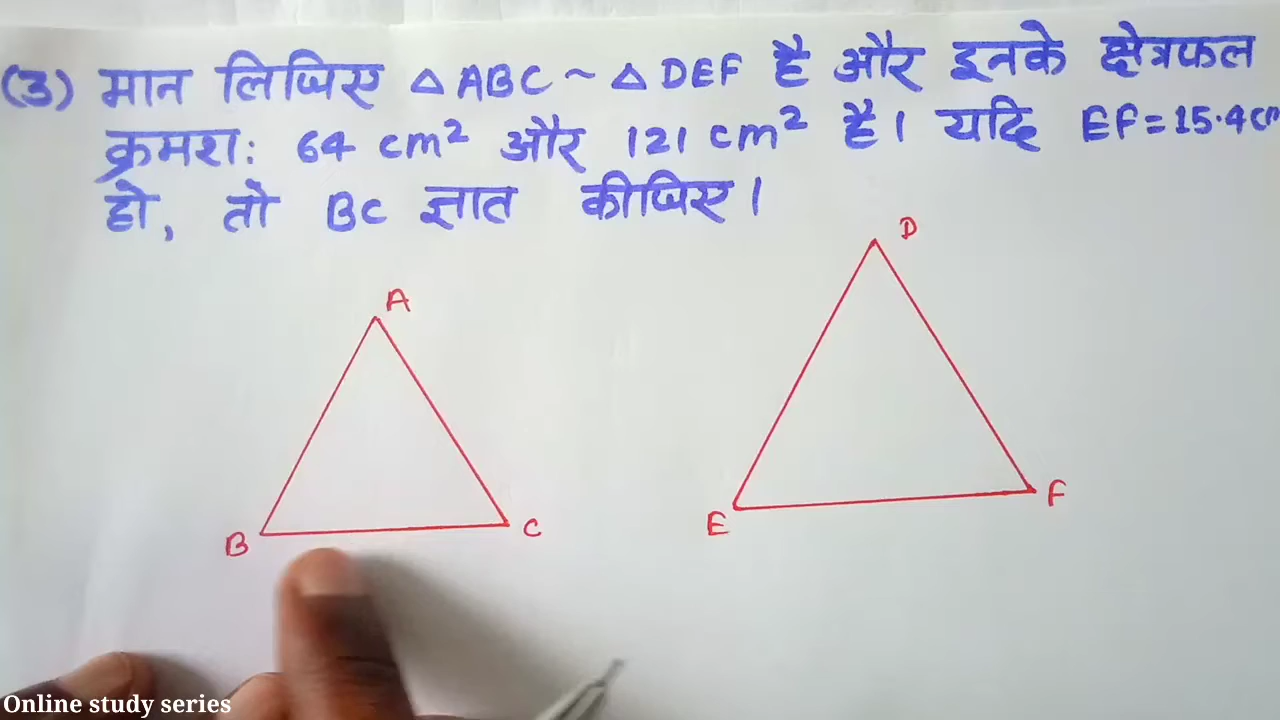 (3) मान लिजिए △ ABC ~ △ DEF है और इनके क्षेत्रफल
क्रमश: 64 cm² और 121 cm² है। यदि EF = 15.4 cm
हो, तो BC ज्ञात कीजिए।
D
A
B
C
E
F
Online study series